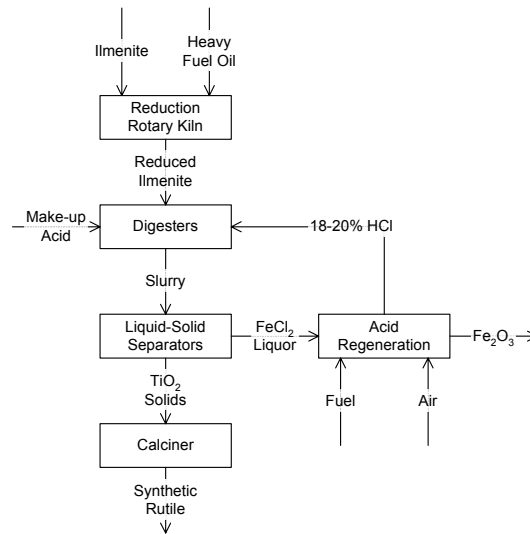 Ilmenite
Heavy
Fuel Oil
Reduction
Rotary Kiln
Reduced
Ilmenite
Make-up
Acid
Digesters
18-20% HCl
Slurry
Liquid-Solid
Separators
FeCl₂
Liquor
Acid
Regeneration
Fe₂O₃
TiO₂
Solids
Fuel
Air
Calciner
Synthetic
Rutile